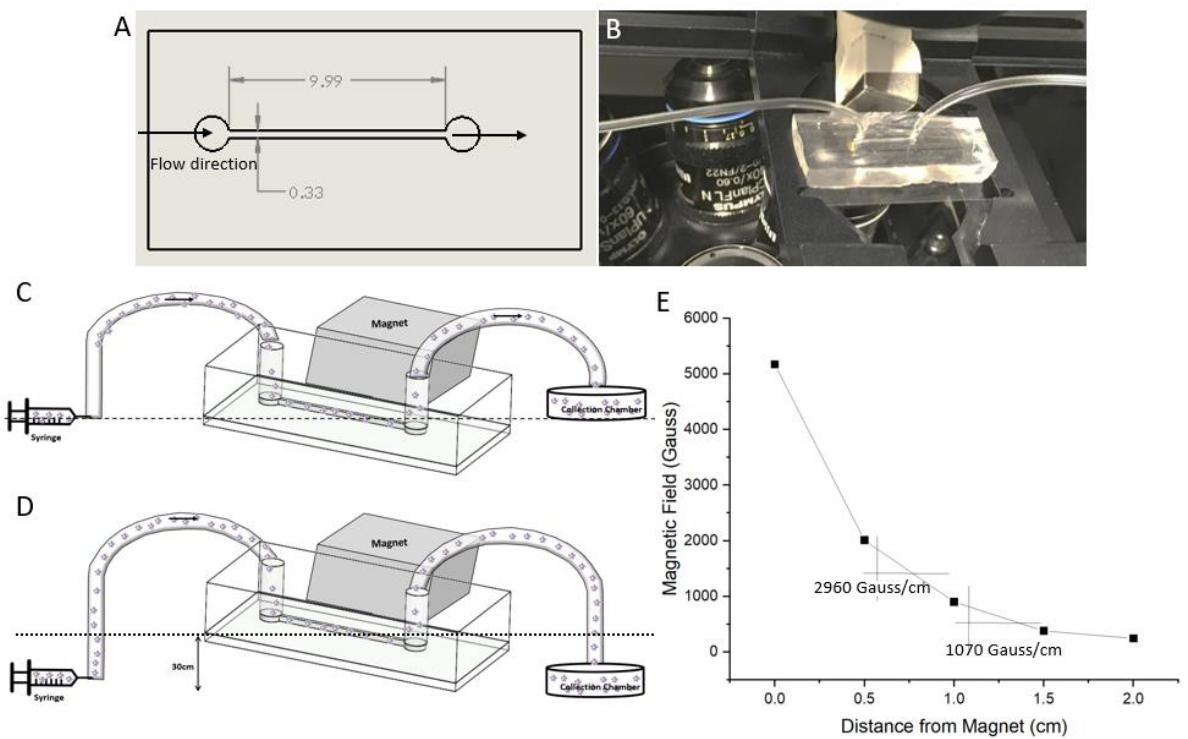 A
9.99
Flow direction
0.33
B
C
Magnet
Syringe
Collection Chamber
D
Magnet
30cm
Syringe
Collection Chamber
E
6000
5000
4000
3000
2000
1000
0
Magnetic Field (Gauss)
2960 Gauss/cm
1070 Gauss/cm
0.0 0.5 1.0 1.5 2.0
Distance from Magnet (cm)